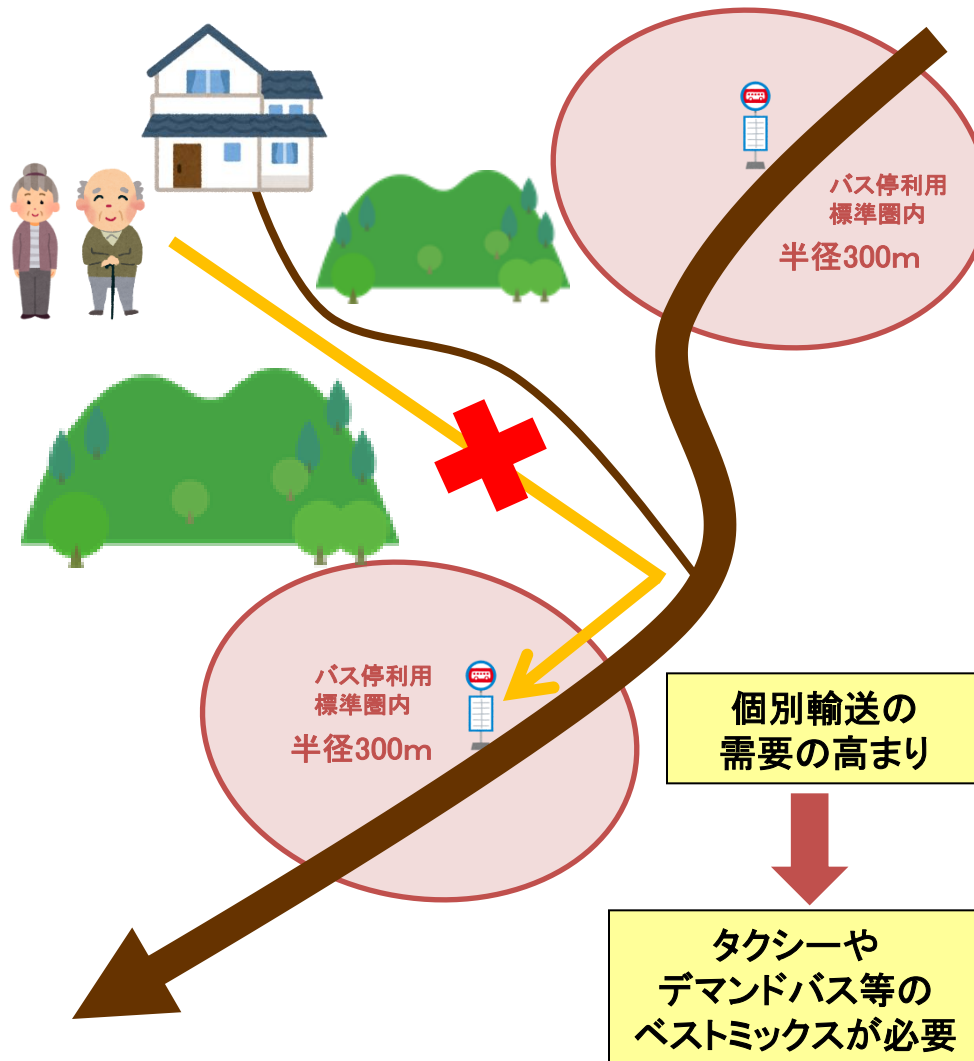 バス停利用
標準圏内
半径300m
バス停利用
標準圏内
半径300m
個別輸送の
需要の高まり
タクシーや
デマンドバス等の
ベストミックスが必要